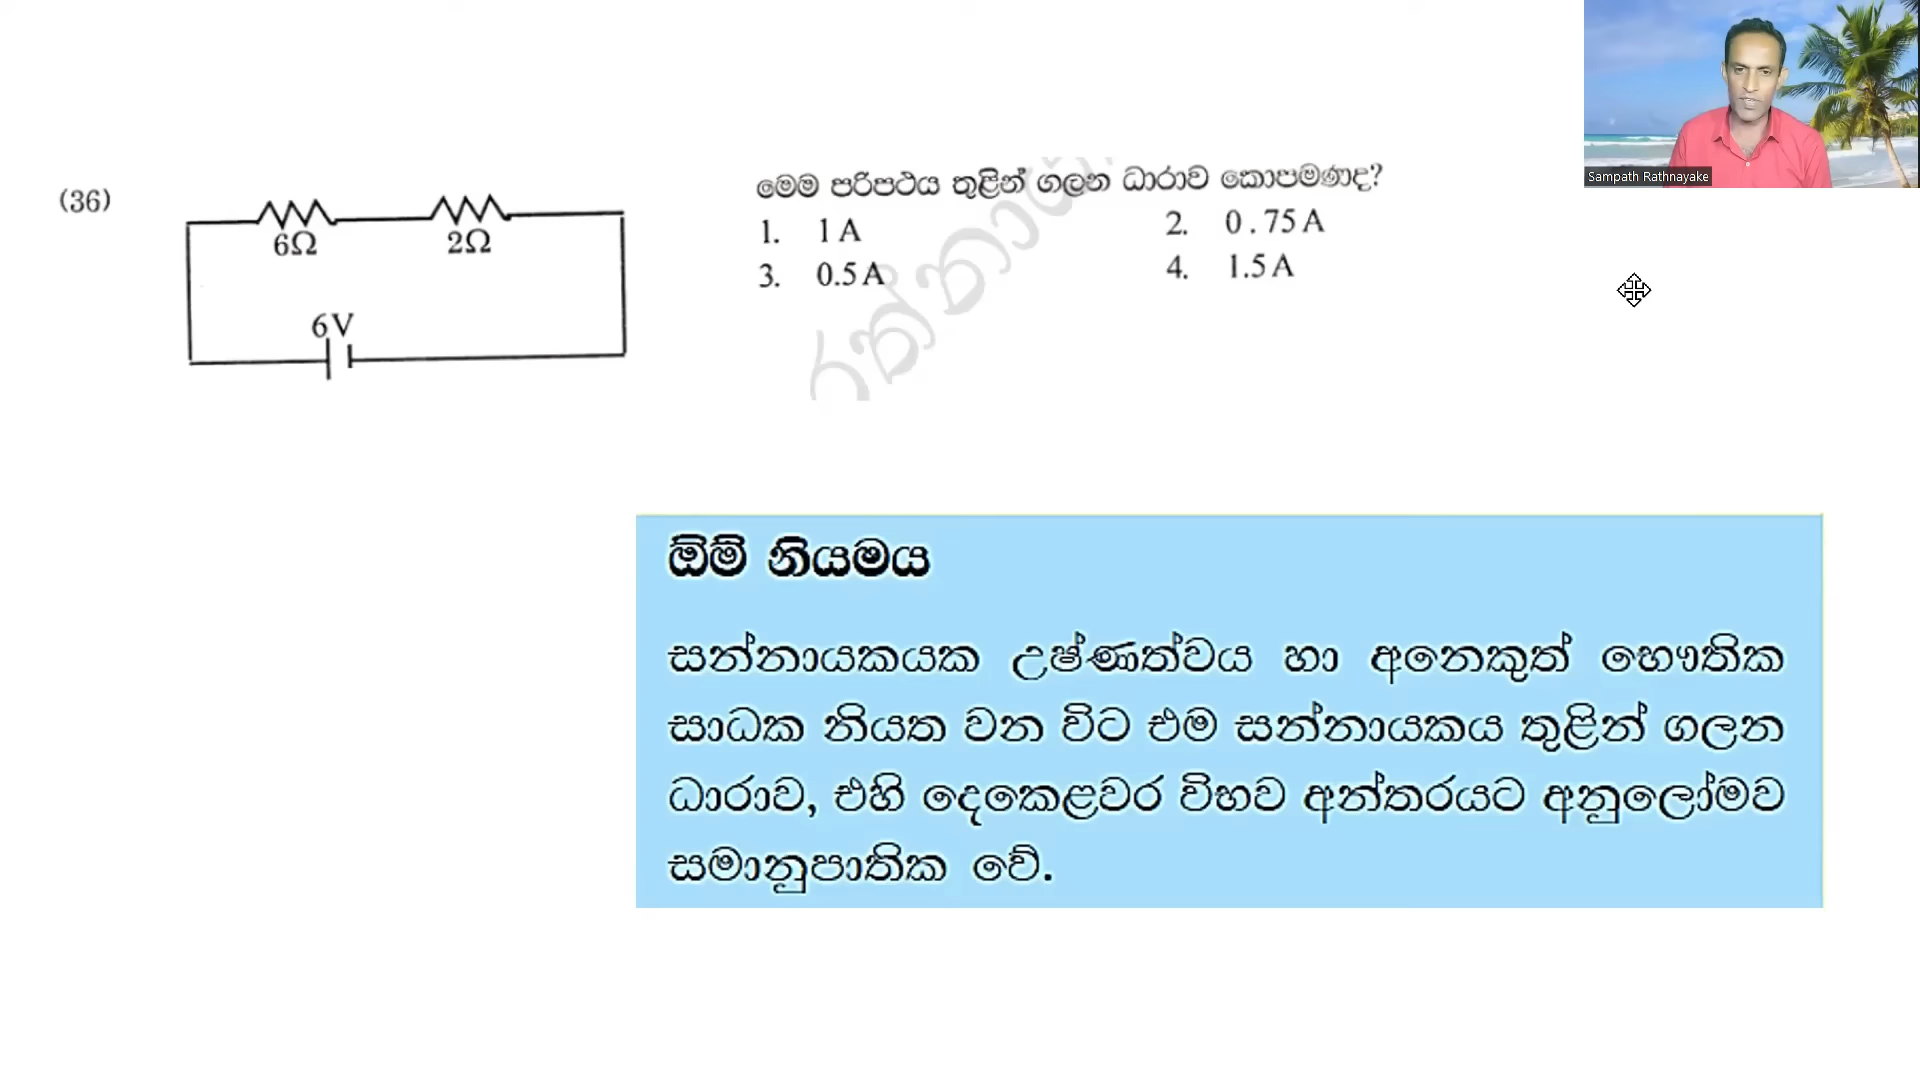 Sampath Rathnayake
(36)
6Ω
2Ω
6V
මෙම පරිපථය තුළින් ගලන ධාරාව කොපමණද?
1. 1 A
2. 0.75 A
3. 0.5 A
4. 1.5 A
ඕම් නියමය
සන්නායකයක උෂ්ණත්වය හා අනෙකුත් භෞතික
සාධක නියත වන විට එම සන්නායකය තුළින් ගලන
ධාරාව, එහි දෙකෙළවර විභව අන්තරයට අනුලෝමව
සමානුපාතික වේ.